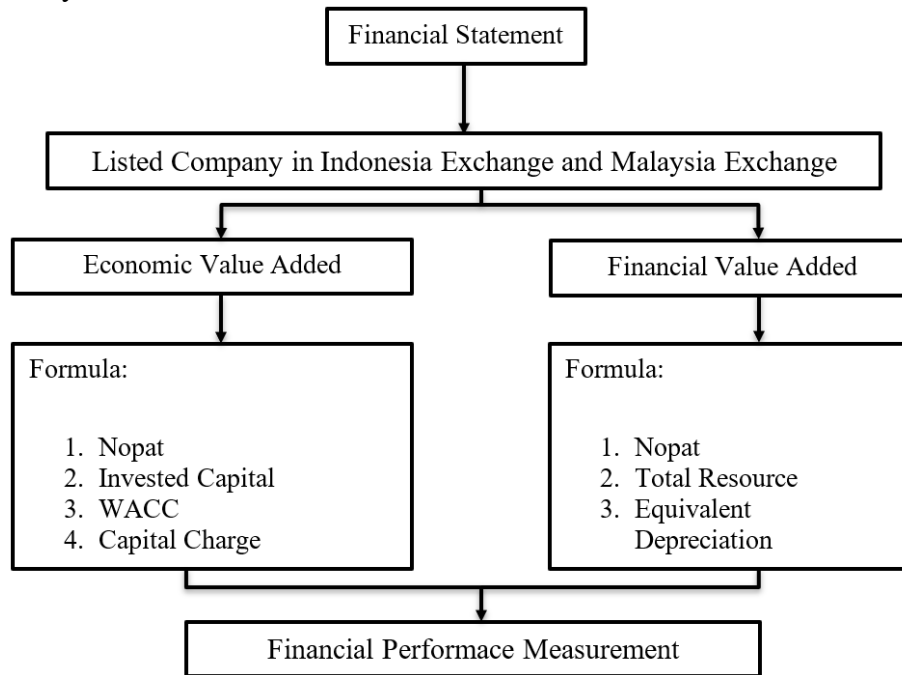 Financial Statement
Listed Company in Indonesia Exchange and Malaysia Exchange
Economic Value Added
Financial Value Added
Formula:
1. Nopat
2. Invested Capital
3. WACC
4. Capital Charge
Formula:
1. Nopat
2. Total Resource
3. Equivalent
Depreciation
Financial Performace Measurement